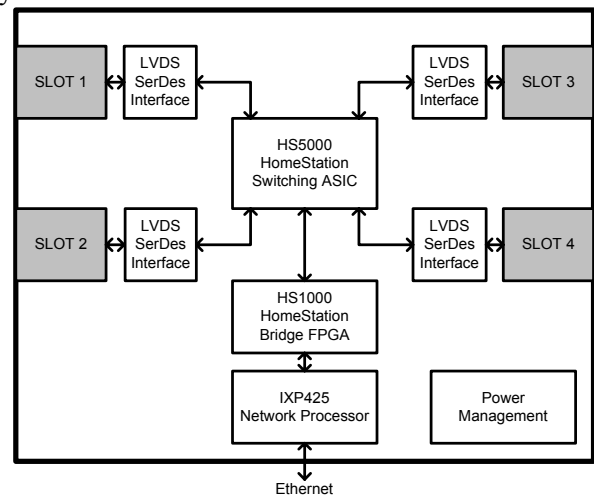 y
SLOT 1
LVDS
SerDes
Interface
LVDS
SerDes
Interface
SLOT 3
HS5000
HomeStation
Switching ASIC
SLOT 2
LVDS
SerDes
Interface
LVDS
SerDes
Interface
SLOT 4
HS1000
HomeStation
Bridge FPGA
IXP425
Network Processor
Power
Management
Ethernet